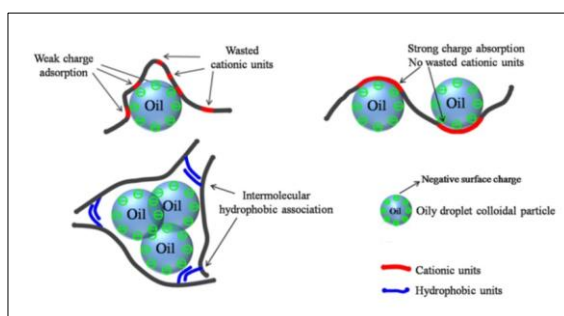 Weak charge
adsorption
Wasted
cationic units
Oil
Strong charge absorption
No wasted cationic units
Oil
Oil
Oil
Oil
Oil
Intermolecular
hydrophobic association
Negative surface charge
Oil
Oily droplet colloidal particle
Cationic units
Hydrophobic units